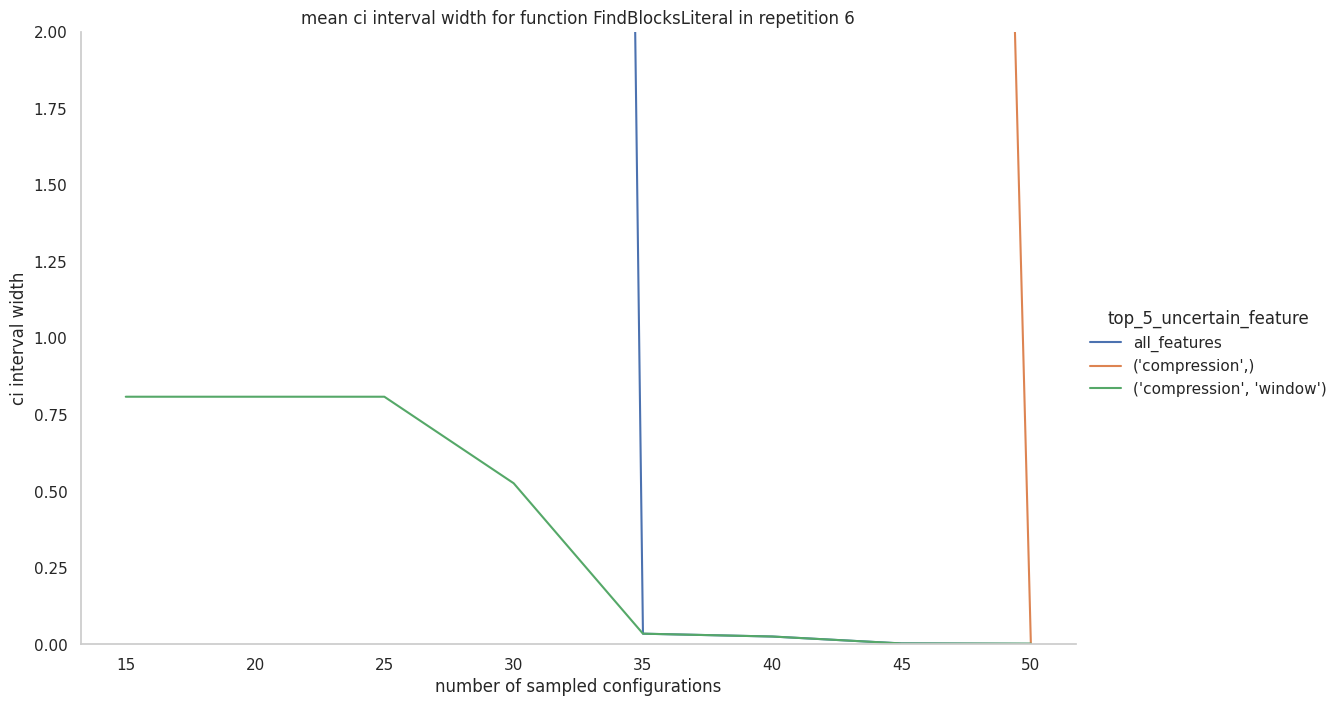 mean ci interval width for function FindBlocksLiteral in repetition 6
2.00
1.75
1.50
1.25
1.00
0.75
0.50
0.25
0.00
ci interval width
15 20 25 30 35 40 45 50
number of sampled configurations
top_5_uncertain_feature
all_features
('compression',)
('compression', 'window')